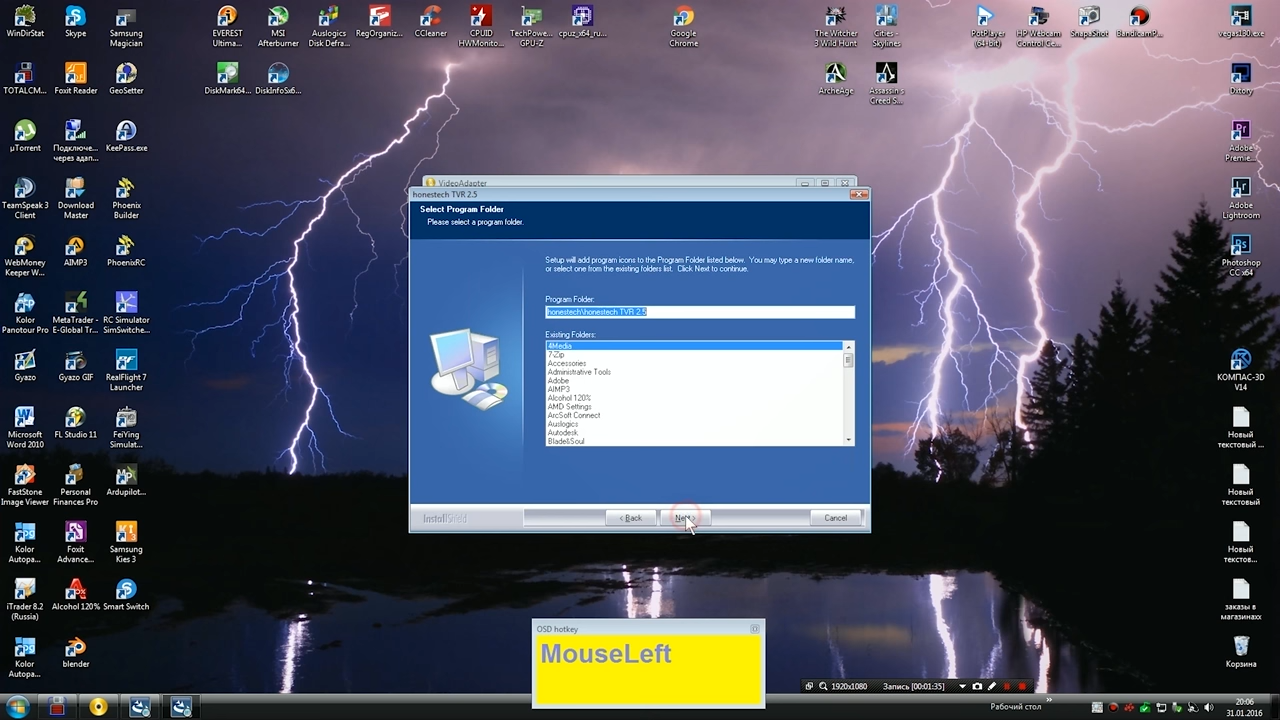 WinDirStat
Skype
Samsung
Magician
EVEREST
Ultima...
MSI
Afterburner
Auslogics
Disk Defra...
RegOrganiz...
CCleaner
CPUID
HWMonito...
TechPowe...
GPU-Z
cpuz_x64_ru...
Google
Chrome
The Witcher
3 Wild Hunt
Cities -
Skylines
PotPlayer
(64 bit)
HP Webcam
Control Ce...
SnapaShot
BandicamP...
vegas130.exe
TOTALCM...
Foxit Reader
GeoSetter
DiskMark64...
DiskInfoSx6...
ArcheAge
Assassin's
Creed S...
Dxtory
µTorrent
Подключе...
через адап...
KeePass.exe
Adobe
Premie...
TeamSpeak 3
Client
Download
Master
Phoenix
Builder
Adobe
Lightroom
WebMoney
Keeper W...
AIMP3
PhoenixRC
Photoshop
CC x64
Kolor
Panotour Pro
MetaTrader -
E-Global Tr...
RC Simulator
SimSwitche...
Gyazo
Gyazo GIF
RealFlight 7
Launcher
КОМПАС-3D
V14
Microsoft
Word 2010
FL Studio 11
FeiYing
Simulat...
Новый
текстовый ...
FastStone
Image Viewer
Personal
Finances Pro
Ardupilot...
Новый
текстовый
Kolor
Autopa...
Foxit
Advance...
Samsung
Kies 3
Новый
текстов...
iTrader 8.2
(Russia)
Alcohol 120%
Smart Switch
заказы в
магазинахх
Kolor
Autopa...
blender
Корзина
VideoAdapter
honestech TVR 2.5
Select Program Folder
Please select a program folder.
Setup will add program icons to the Program Folder listed below. You may type a new folder name,
or select one from the existing folders list. Click Next to continue.
Program Folder:
honestech\honestech TVR 2.5
Existing Folders:
4Media
7-Zip
Accessories
Administrative Tools
Adobe
AIMP3
Alcohol 120%
AMD Settings
ArcSoft Connect
Auslogics
Autodesk
Blade&Soul
InstallShield
< Back
Next >
Cancel
OSD hotkey
MouseLeft
1920x1080
Запись [00:01:35]
Рабочий стол
»
20:06
31.01.2016